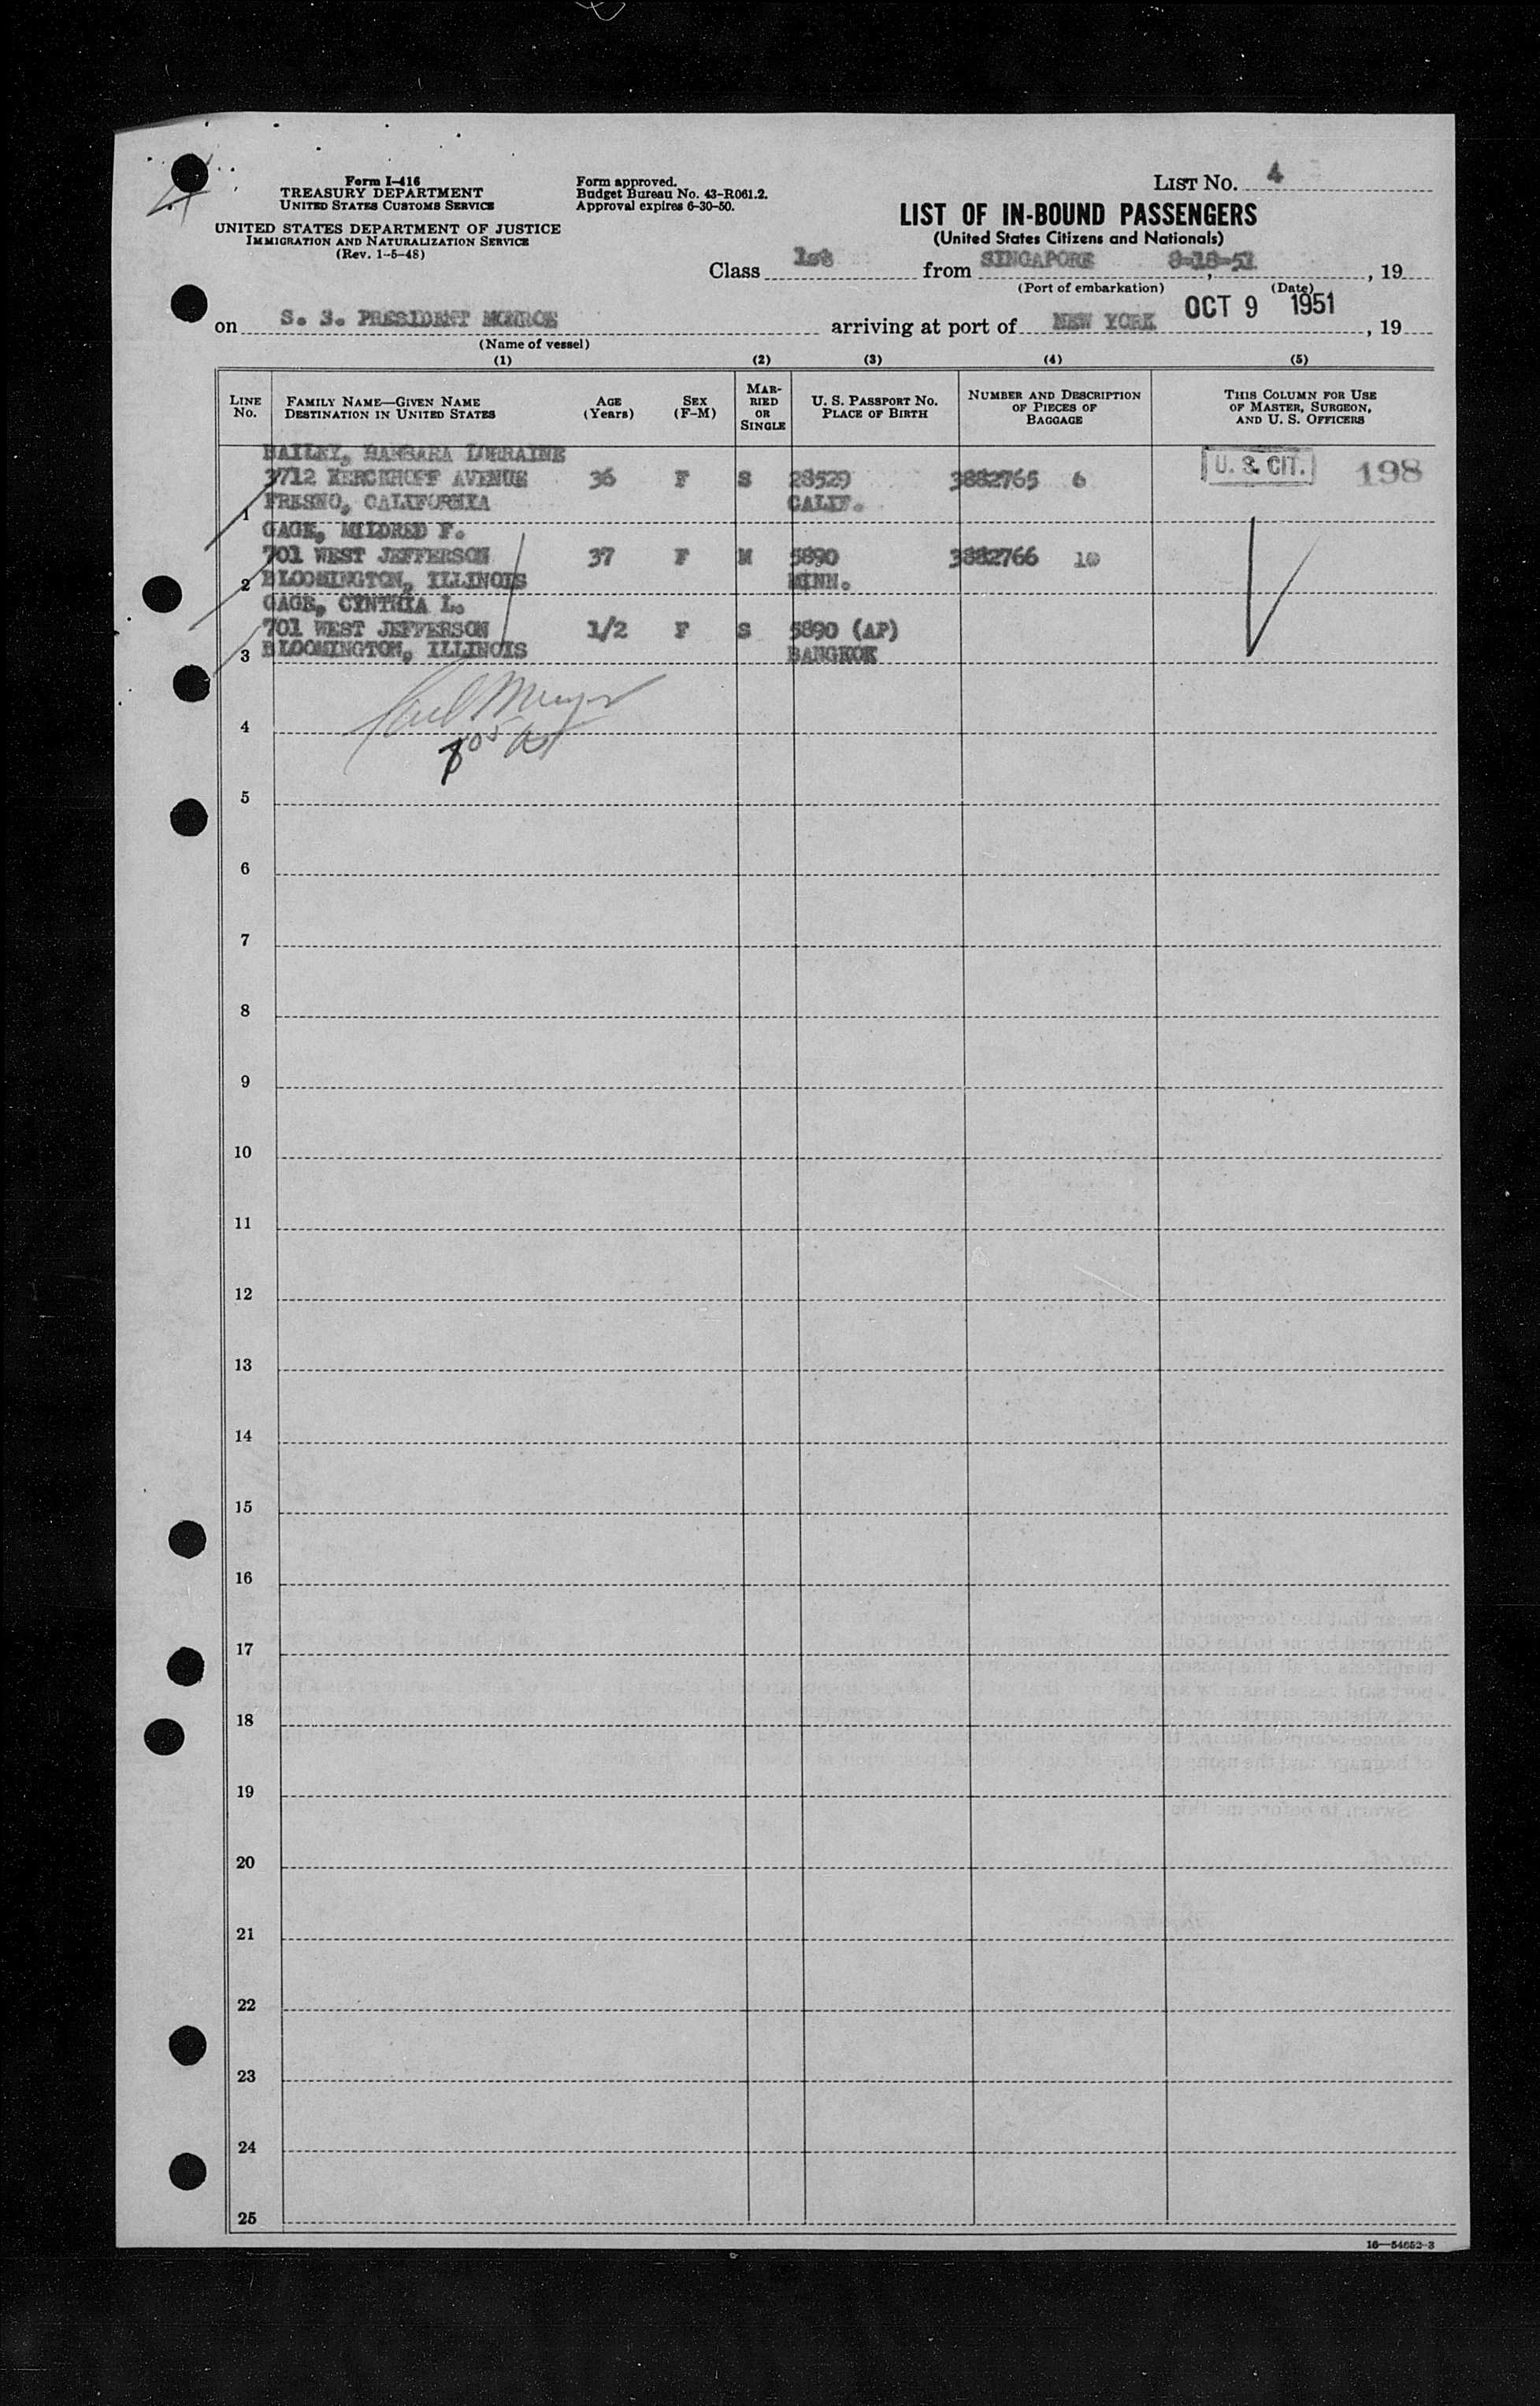 Form I-416
TREASURY DEPARTMENT
UNITED STATES CUSTOMS SERVICE
UNITED STATES DEPARTMENT OF JUSTICE
IMMIGRATION AND NATURALIZATION SERVICE
(Rev. 1-5-48)
Form approved.
Budget Bureau No. 43-R061.2.
Approval expires 6-30-50.
LIST NO. 4
LIST OF IN-BOUND PASSENGERS
(United States Citizens and Nationals)
Class 1st from SINGAPORE , 19
(Port of embarkation) (Date)
on S. S. PRESIDENT MONROE arriving at port of NEW YORK OCT 9 1951 , 19
(Name of vessel)
(1) (2) (3) (4) (5)
LINE No. FAMILY NAME—GIVEN NAME DESTINATION IN UNITED STATES AGE (Years) SEX (F-M) MARRIED OR SINGLE U. S. PASSPORT NO. PLACE OF BIRTH NUMBER AND DESCRIPTION OF PIECES OF BAGGAGE THIS COLUMN FOR USE OF MASTER, SURGEON, AND U. S. OFFICERS
BAILEY, BARBARA LORRAINE
3712 KERCKHOFF AVENUE 36 F S 28529 3882765 6 U. S. CIT. 198
1 FRESNO, CALIFORNIA CALIF.
GAGE, MILDRED F.
701 WEST JEFFERSON 37 F M 5890 3882766 10
2 BLOOMINGTON, ILLINOIS MINN.
GAGE, CYNTHIA L.
701 WEST JEFFERSON 1/2 F S 5890 (AP)
3 BLOOMINGTON, ILLINOIS BANGKOK
4
5
6
7
8
9
10
11
12
13
14
15
16
17
18
19
20
21
22
23
24
25
16—54652-3